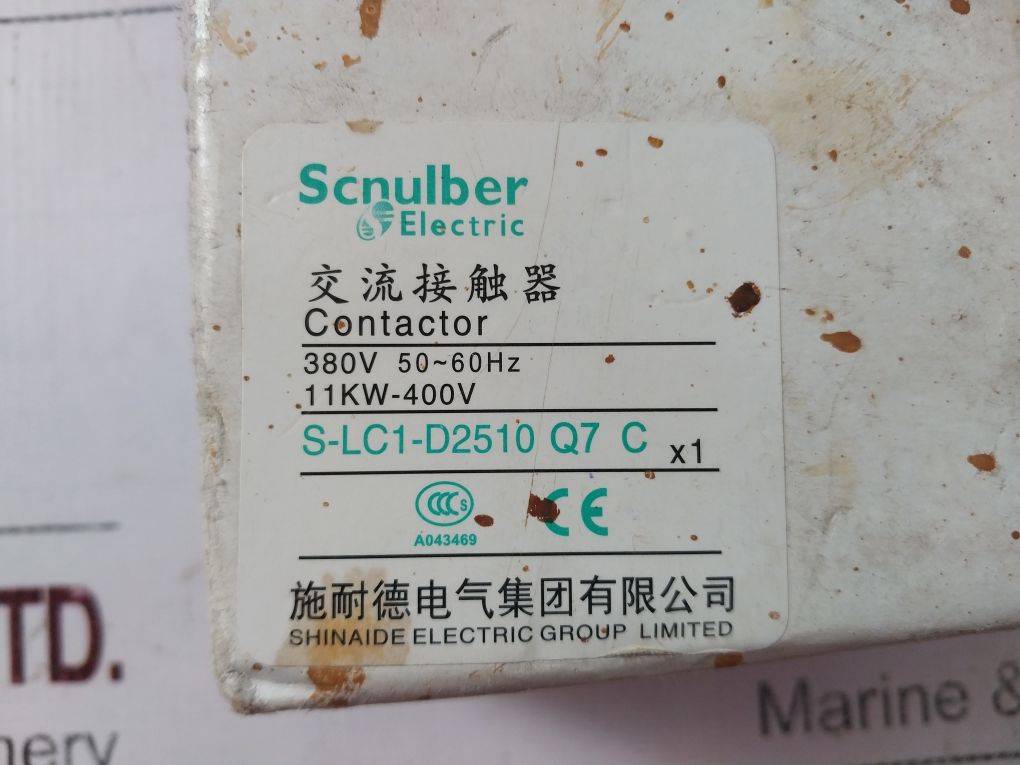 Scnulber
Electric
交流接触器
Contactor
380V 50~60Hz
11KW-400V
S-LC1-D2510 Q7 C x1
CCC S CE
A043469
施耐德电气集团有限公司
SHINAIDE ELECTRIC GROUP LIMITED
TD.
nery
Marine &